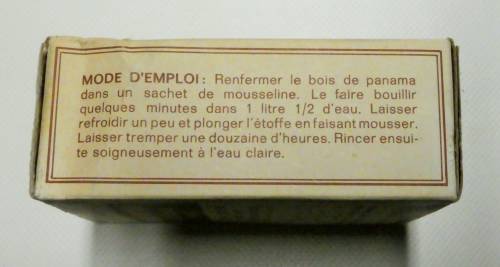 MODE D'EMPLOI: Renfermer le bois de panama
dans un sachet de mousseline. Le faire bouillir
quelques minutes dans 1 litre 1/2 d'eau. Laisser
refroidir un peu et plonger l'étoffe en faisant mousser.
Laisser tremper une douzaine d'heures. Rincer ensui-
te soigneusement à l'eau claire.